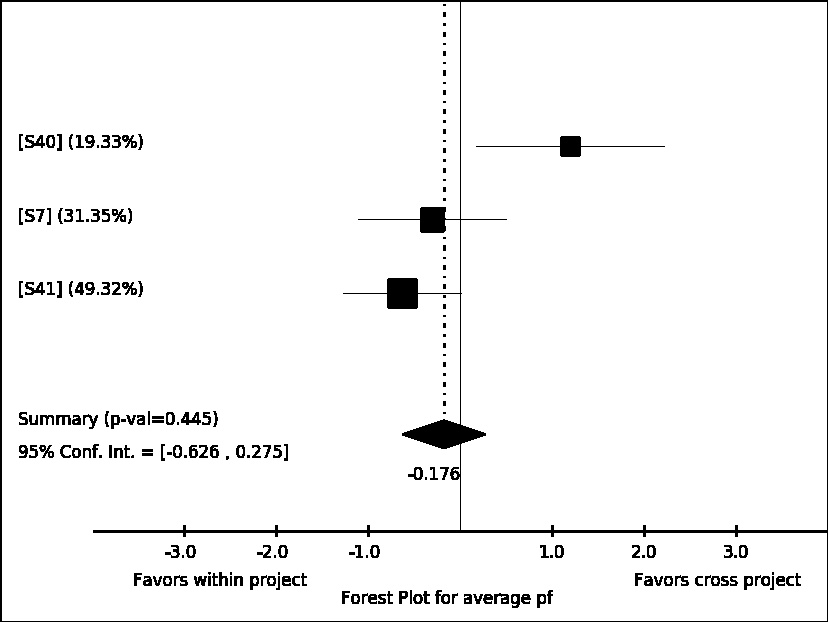 [S40] (19.33%)
[S7] (31.35%)
[S41] (49.32%)
Summary (p-val=0.445)
95% Conf. Int. = [-0.626 , 0.275]
-0.176
-3.0 -2.0 -1.0 1.0 2.0 3.0
Favors within project Favors cross project
Forest Plot for average pf